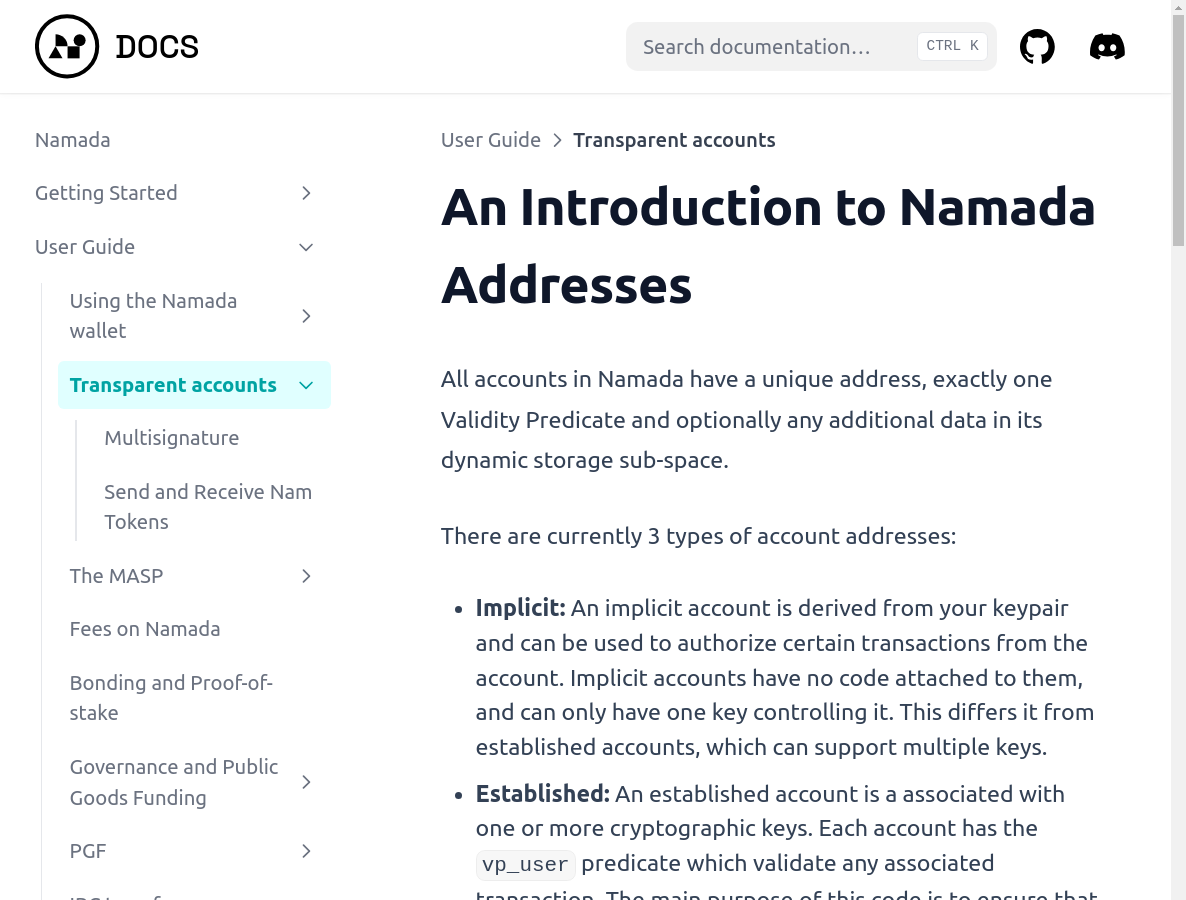 DOCS
Search documentation…
CTRL K
Namada
Getting Started
User Guide
Using the Namada
wallet
Transparent accounts
Multisignature
Send and Receive Nam
Tokens
The MASP
Fees on Namada
Bonding and Proof-of-
stake
Governance and Public
Goods Funding
PGF
User Guide
Transparent accounts
An Introduction to Namada
Addresses
All accounts in Namada have a unique address, exactly one
Validity Predicate and optionally any additional data in its
dynamic storage sub-space.
There are currently 3 types of account addresses:
• Implicit: An implicit account is derived from your keypair
and can be used to authorize certain transactions from the
account. Implicit accounts have no code attached to them,
and can only have one key controlling it. This differs it from
established accounts, which can support multiple keys.
• Established: An established account is a associated with
one or more cryptographic keys. Each account has the
vp_user predicate which validate any associated
transaction. The main purpose of this code is to ensure that